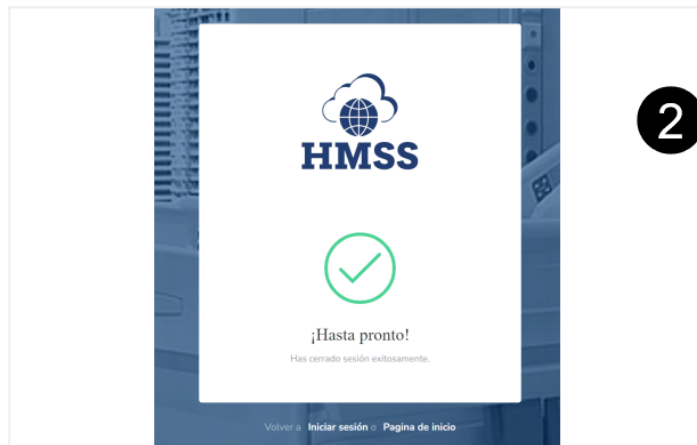 HMSS
2
¡Hasta pronto!
Has cerrado sesión exitosamente.
Volver a Iniciar sesión o Pagina de inicio